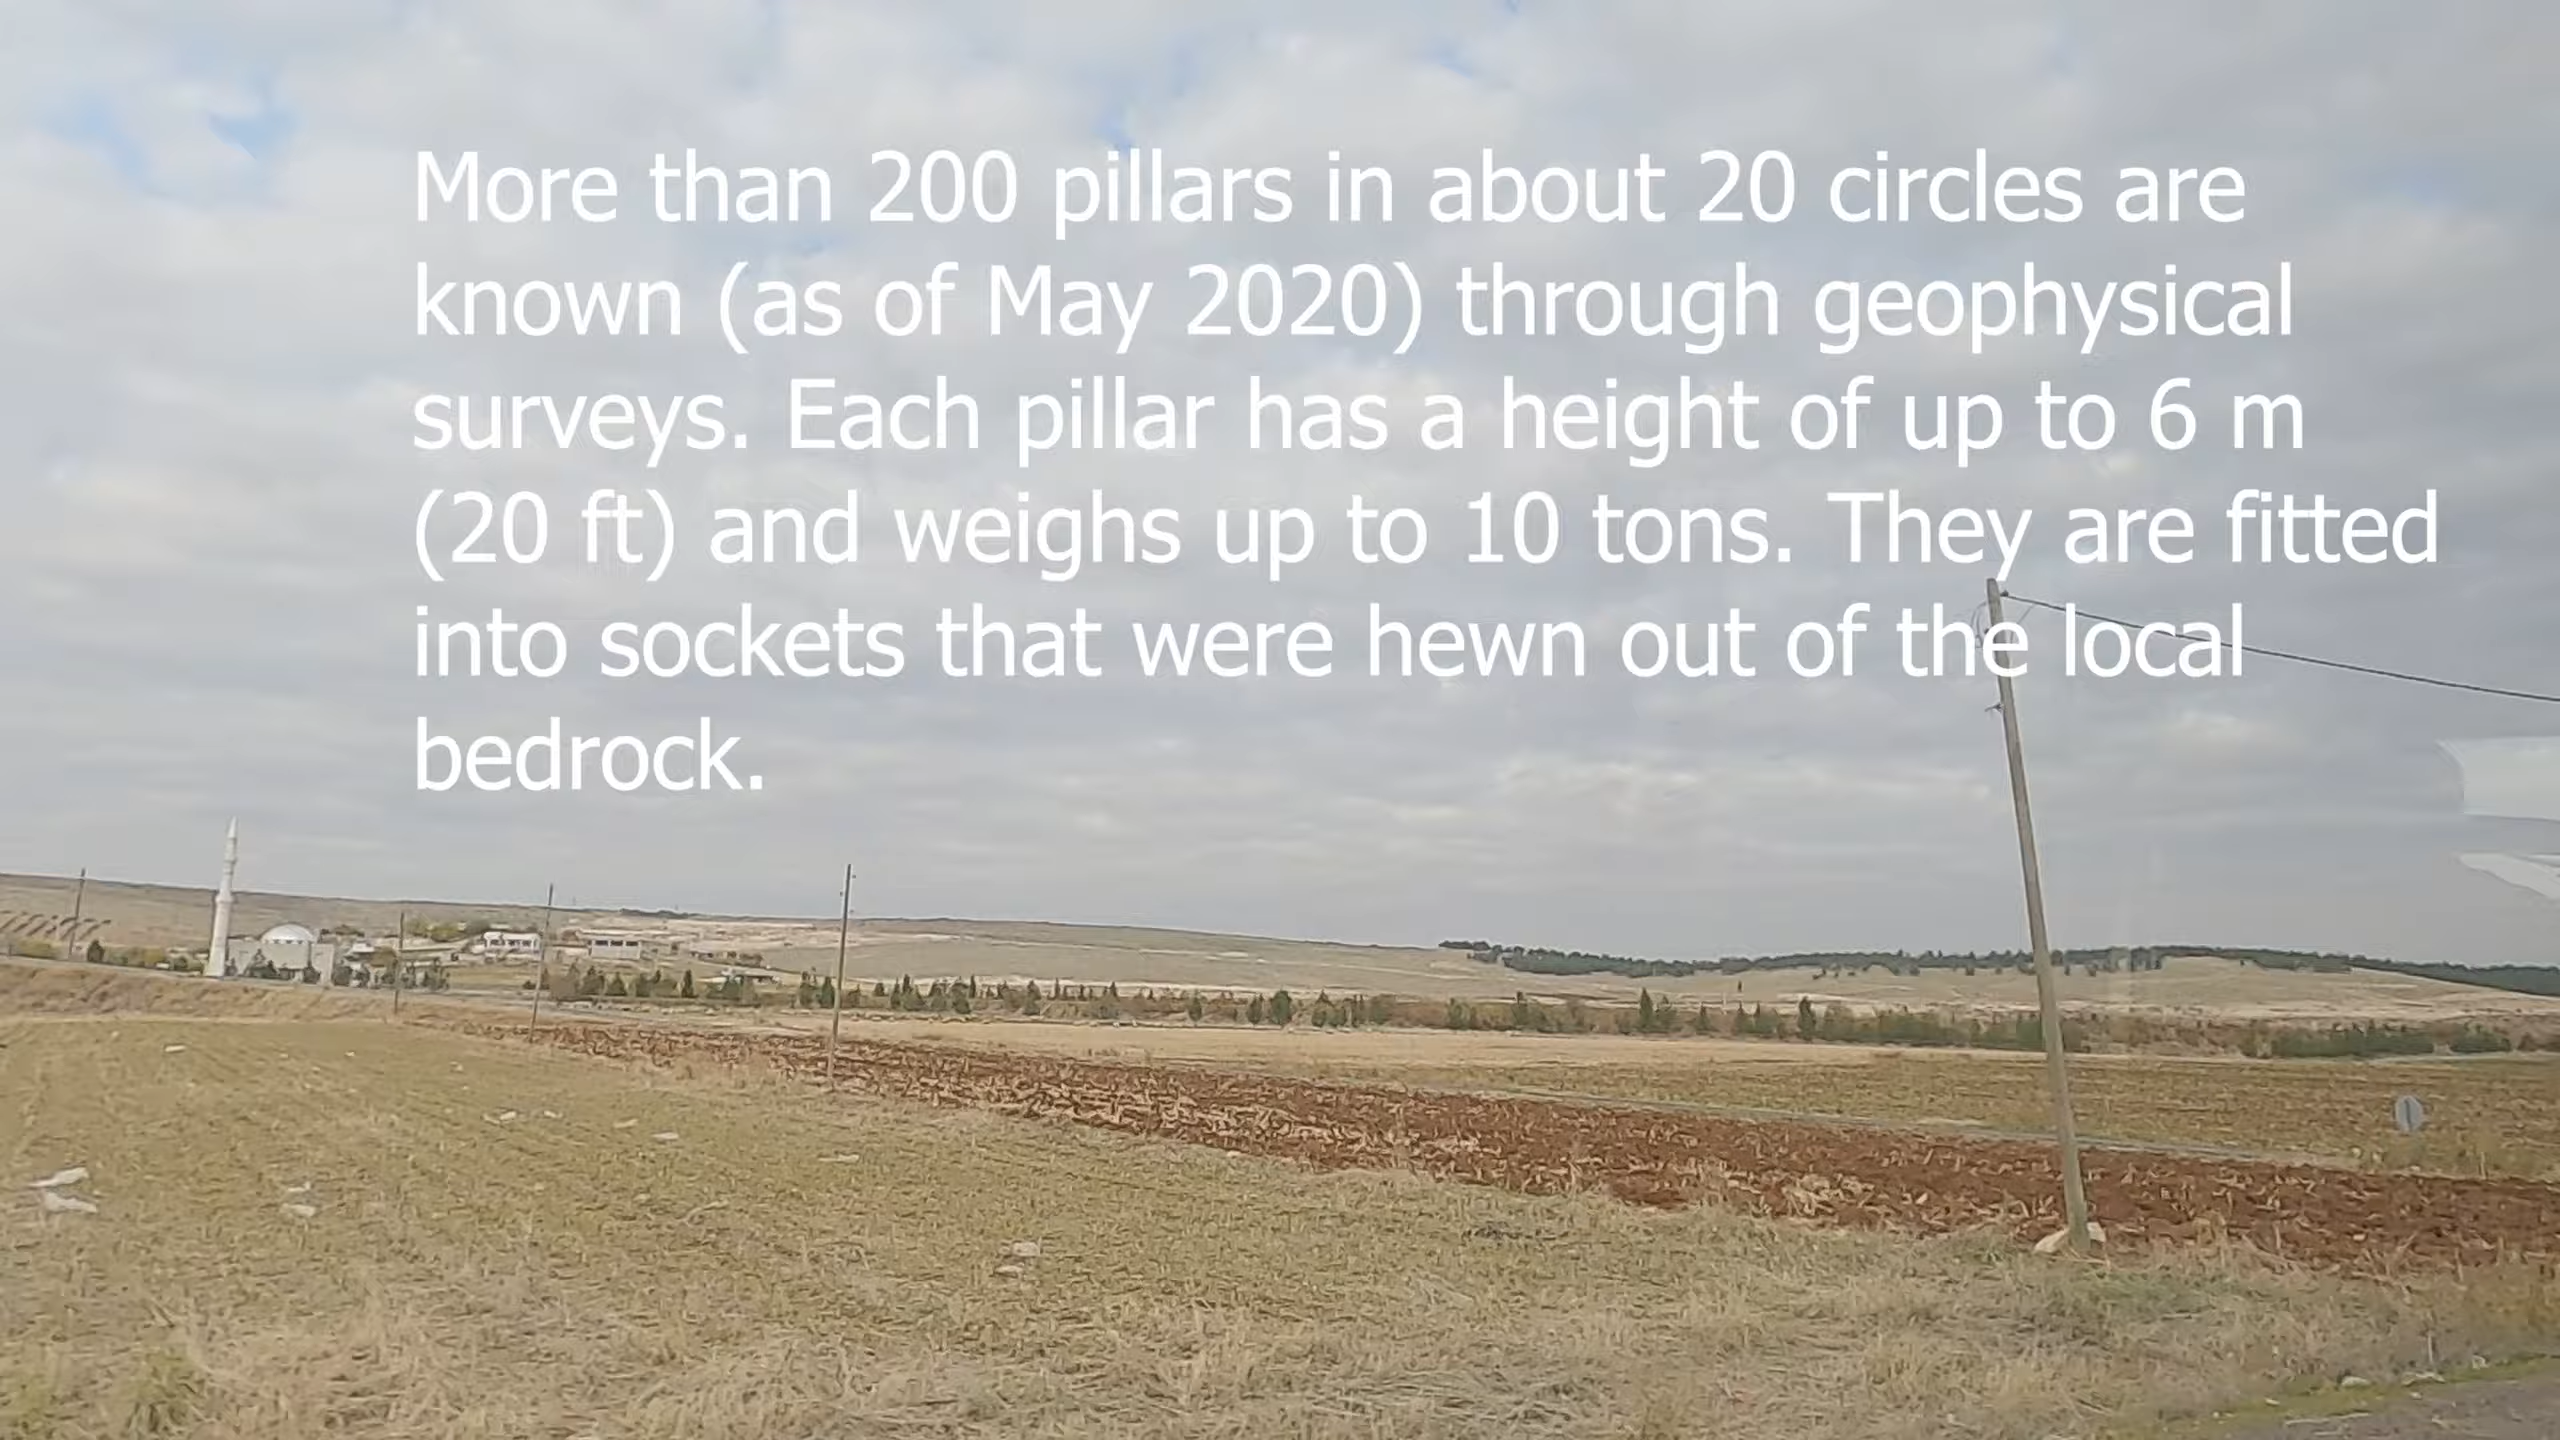 More than 200 pillars in about 20 circles are
known (as of May 2020) through geophysical
surveys. Each pillar has a height of up to 6 m
(20 ft) and weighs up to 10 tons. They are fitted
into sockets that were hewn out of the local
bedrock.